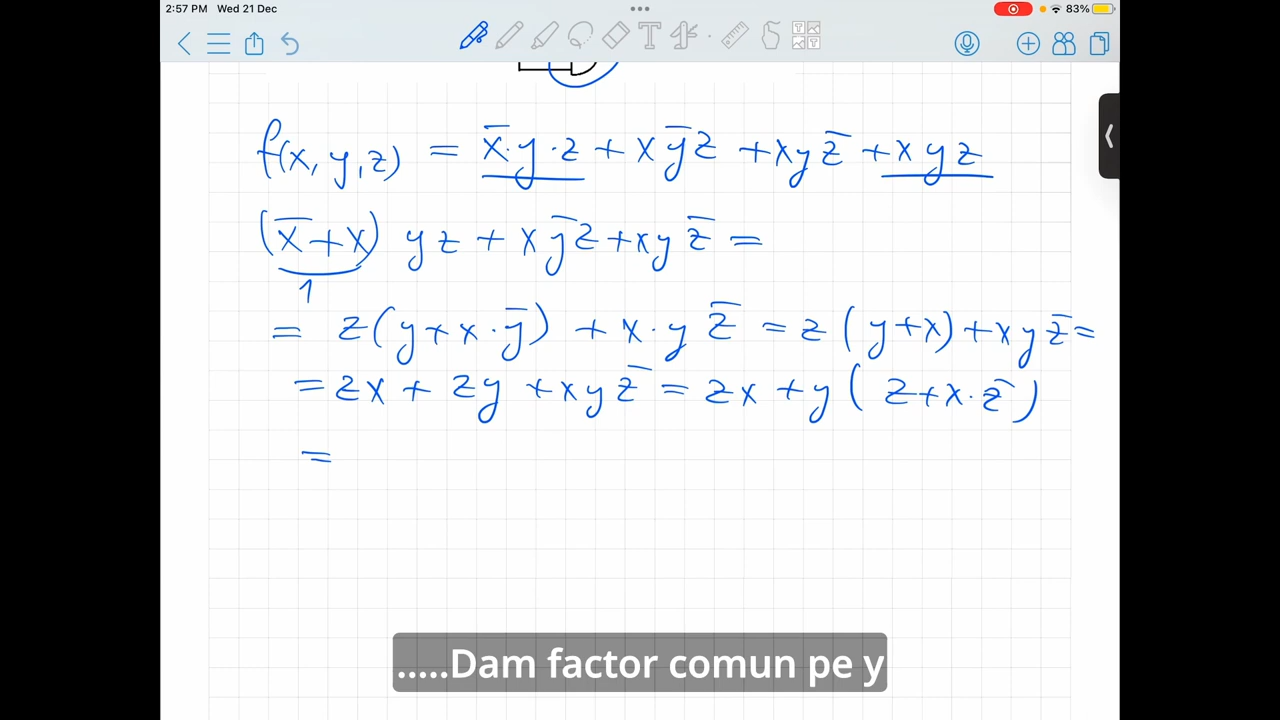 2:57 PM Wed 21 Dec 83%
f(x, y, z) = x̅·y·z + x y̅ z + x y z̅ + x y z
(x̅ + x) y z + x y̅ z + x y z̅ =
1
= z(y + x·y̅) + x·y z̅ = z(y + x) + x y z̅ =
= zx + zy + x y z̅ = zx + y(z + x·z̅)
=
.....Dam factor comun pe y